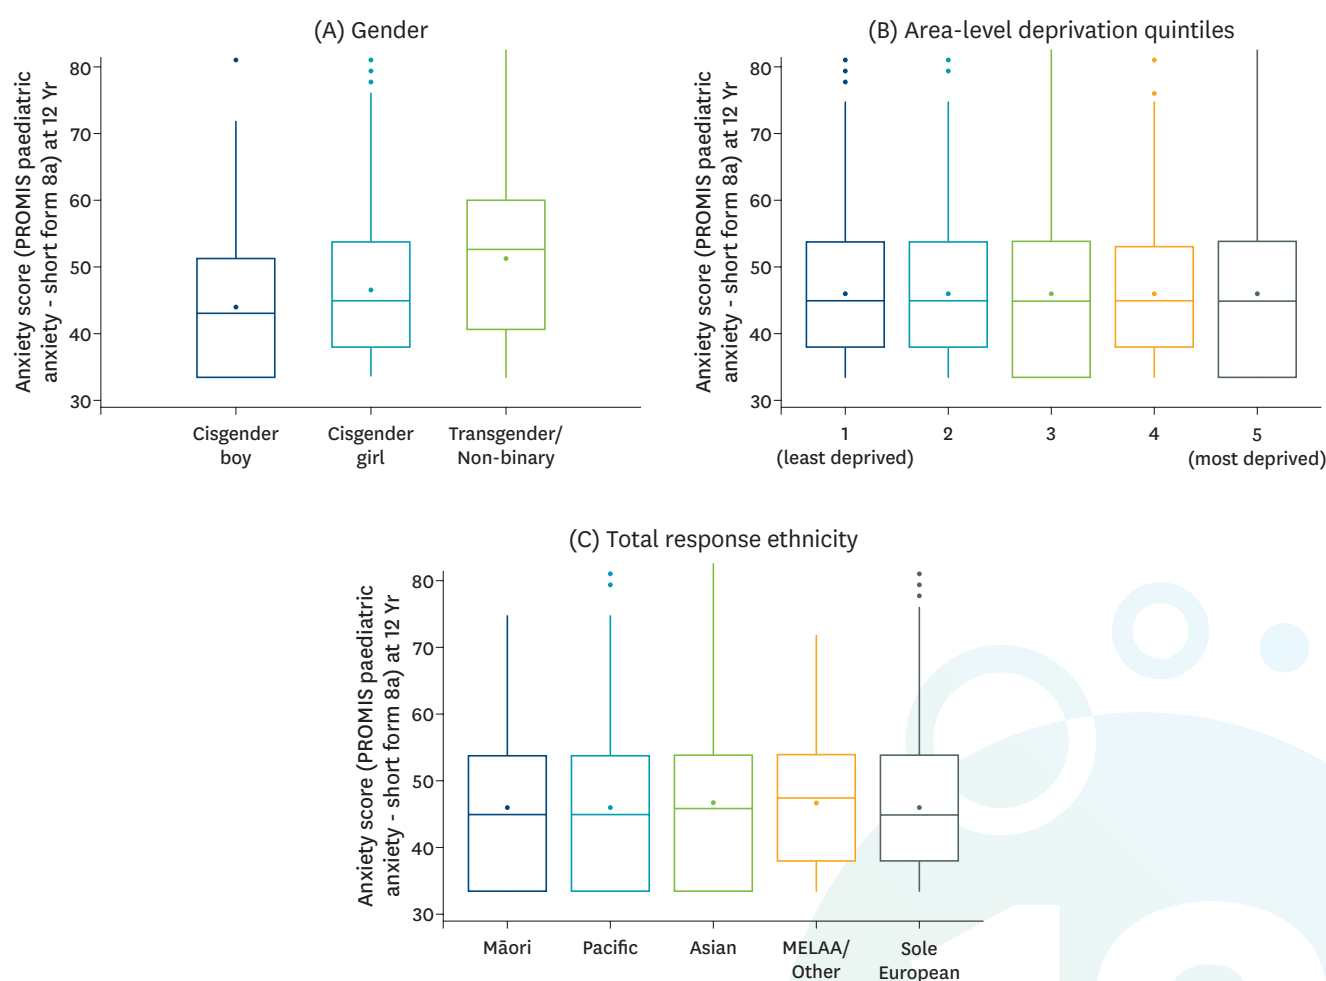 (A) Gender
Anxiety score (PROMIS paediatric
anxiety - short form 8a) at 12 Yr
80
70
60
50
40
30
Cisgender
boy
Cisgender
girl
Transgender/
Non-binary
(B) Area-level deprivation quintiles
Anxiety score (PROMIS paediatric
anxiety - short form 8a) at 12 Yr
80
70
60
50
40
30
1
(least deprived)
2
3
4
5
(most deprived)
(C) Total response ethnicity
Anxiety score (PROMIS paediatric
anxiety - short form 8a) at 12 Yr
80
70
60
50
40
30
Māori
Pacific
Asian
MELAA/
Other
Sole
European